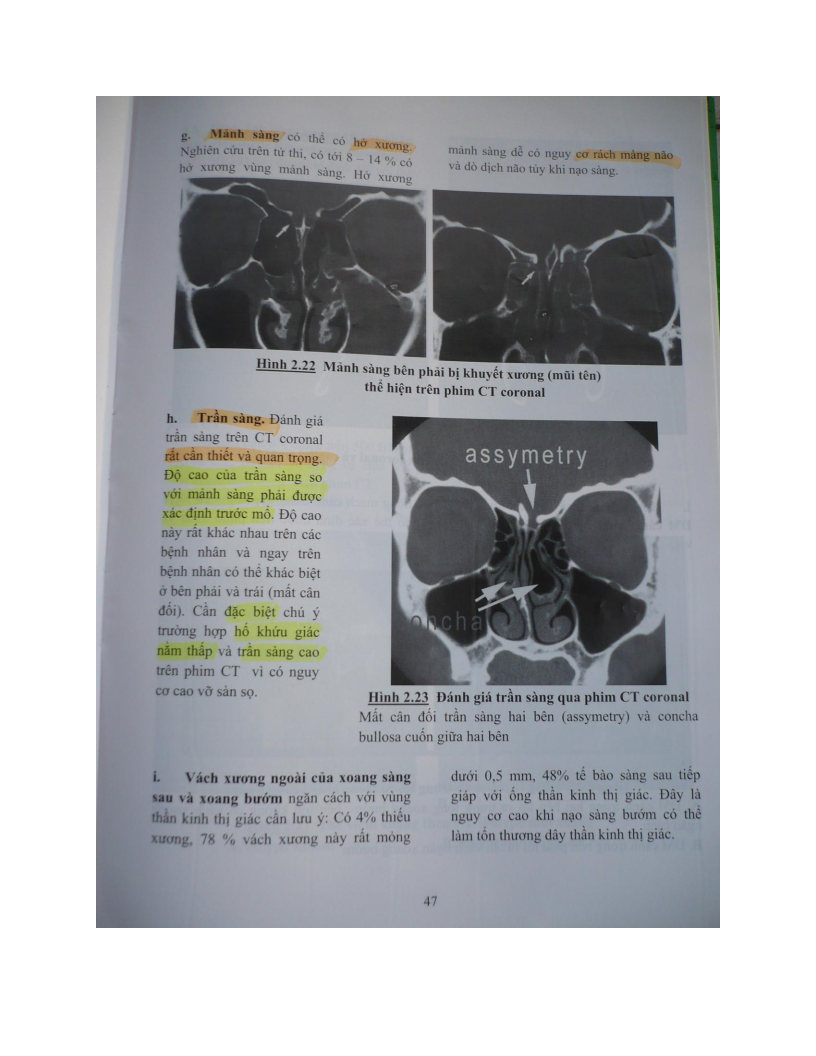 g. Mảnh sàng có thể có hở xương.
Nghiên cứu trên tử thi, có tới 8 – 14 % có
hở xương vùng mảnh sàng. Hở xương
mảnh sàng dễ có nguy cơ rách màng não
và dò dịch não tủy khi nạo sàng.
Hình 2.22 Mảnh sàng bên phải bị khuyết xương (mũi tên)
thể hiện trên phim CT coronal
h. Trần sàng. Đánh giá
trần sàng trên CT coronal
rất cần thiết và quan trọng.
Độ cao của trần sàng so
với mảnh sàng phải được
xác định trước mổ. Độ cao
này rất khác nhau trên các
bệnh nhân và ngay trên
bệnh nhân có thể khác biệt
ở bên phải và trái (mất cân
đối). Cần đặc biệt chú ý
trường hợp hố khứu giác
nằm thấp và trần sàng cao
trên phim CT vì có nguy
cơ cao vỡ sàn sọ.
assymetry
oncha
Hình 2.23 Đánh giá trần sàng qua phim CT coronal
Mất cân đối trần sàng hai bên (assymetry) và concha
bullosa cuốn giữa hai bên
i. Vách xương ngoài của xoang sàng
sau và xoang bướm ngăn cách với vùng
thần kinh thị giác cần lưu ý: Có 4% thiếu
xương, 78 % vách xương này rất mỏng
dưới 0,5 mm, 48% tế bào sàng sau tiếp
giáp với ống thần kinh thị giác. Đây là
nguy cơ cao khi nạo sàng bướm có thể
làm tổn thương dây thần kinh thị giác.
47